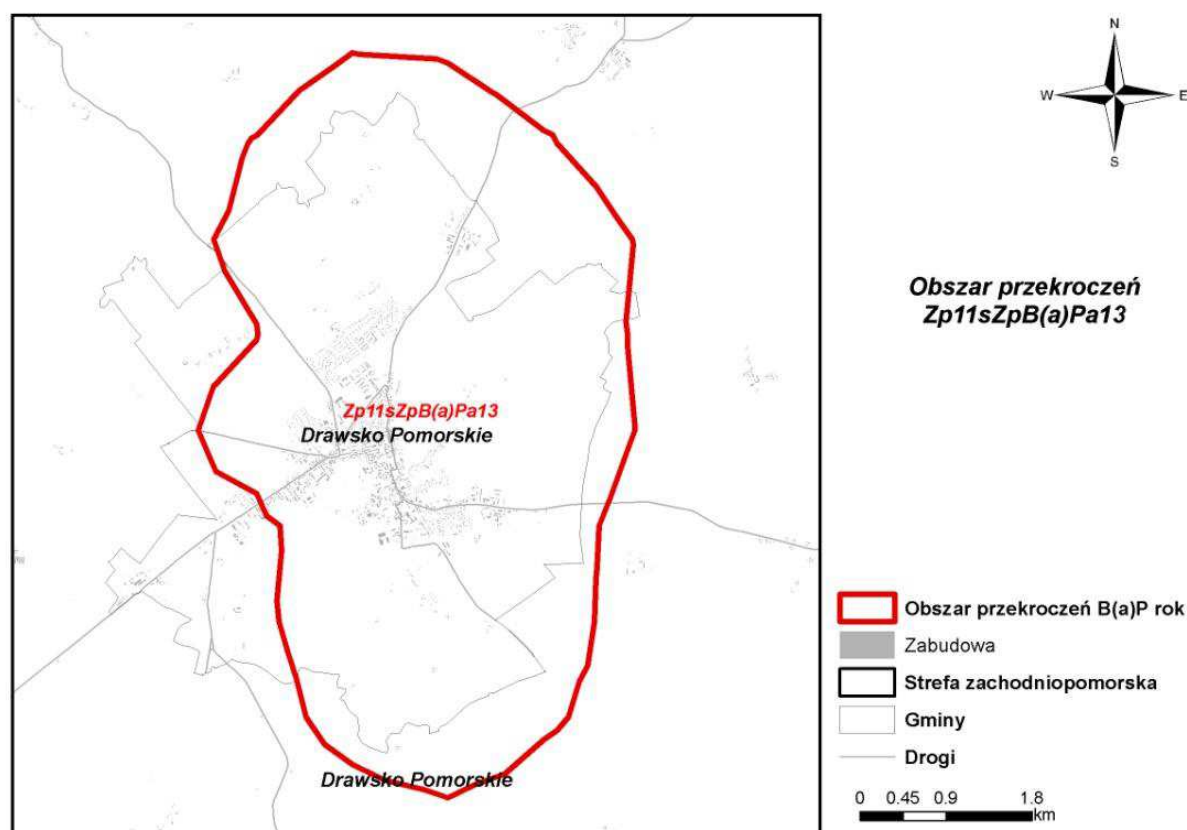 N
W E
S
Obszar przekroczeń
Zp11sZpB(a)Pa13
Zp11sZpB(a)Pa13
Drawsko Pomorskie
Drawsko Pomorskie
Obszar przekroczeń B(a)P rok
Zabudowa
Strefa zachodniopomorska
Gminy
Drogi
0 0.45 0.9 1.8
km